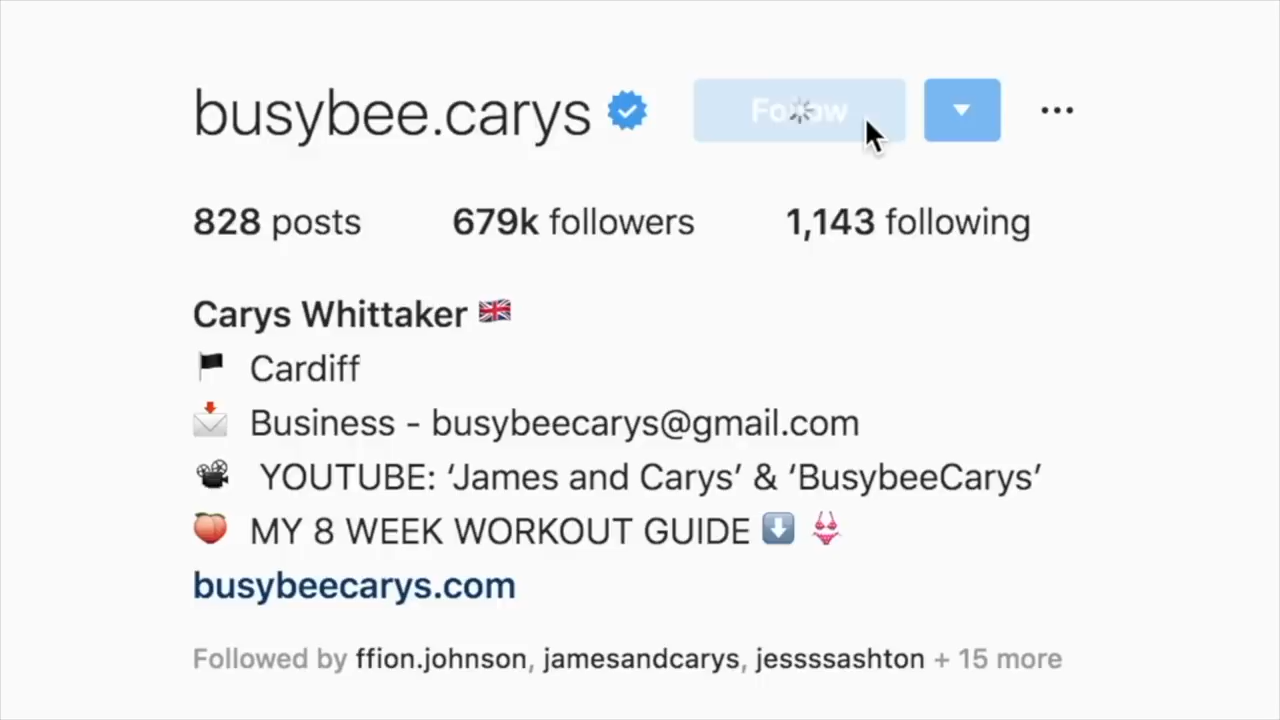 busybee.carys Follow
828 posts 679k followers 1,143 following
Carys Whittaker
Cardiff
Business - busybeecarys@gmail.com
YOUTUBE: ‘James and Carys’ & ‘BusybeeCarys’
MY 8 WEEK WORKOUT GUIDE
busybeecarys.com
Followed by ffion.johnson, jamesandcarys, jessssashton + 15 more